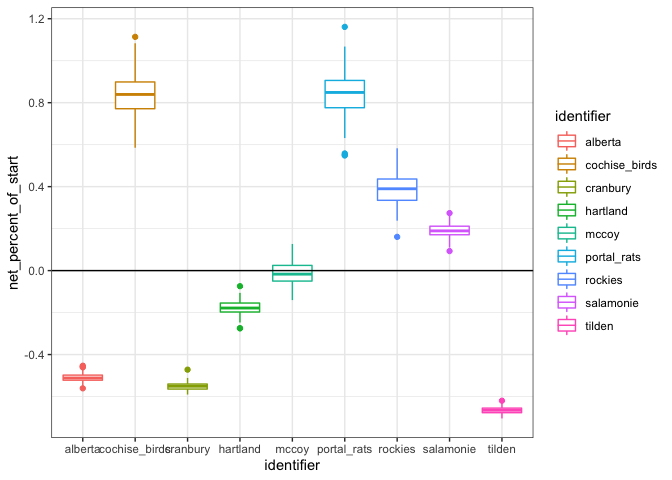 1.2
0.8
0.4
0.0
-0.4
net_percent_of_start
alberta cochise_birds cranbury hartland mccoy portal_rats rockies salamonie tilden
identifier
identifier
alberta
cochise_birds
cranbury
hartland
mccoy
portal_rats
rockies
salamonie
tilden